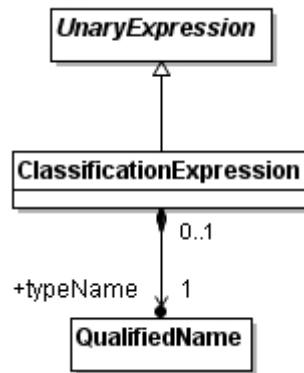 UnaryExpression
ClassificationExpression
0..1
+typeName 1
QualifiedName